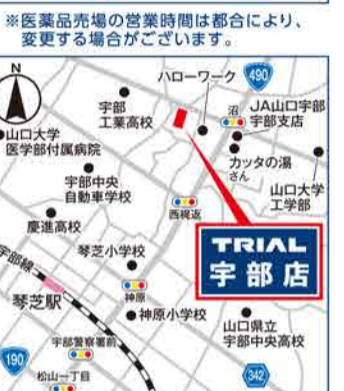 ※医薬品売場の営業時間は都合により、
変更する場合がございます。
N
ハローワーク
490
宇部
工業高校
沼
JA山口宇部
宇部支店
山口大学
医学部付属病院
カッタの湯
さん
宇部中央
自動車学校
山口大学
工学部
西梶返
慶進高校
TRIAL
宇部店
琴芝小学校
宇部線
琴芝駅
神原
神原小学校
山口県立
宇部中央高校
宇部警察署前
190
松山一丁目
342